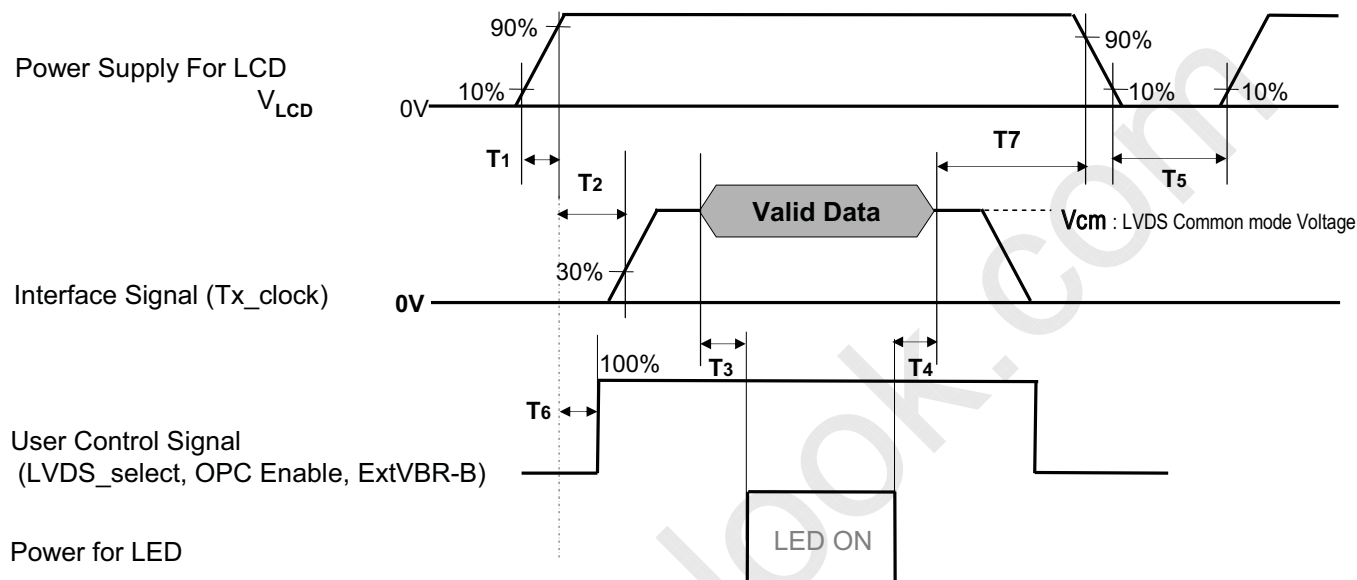 90%
90%
Power Supply For LCD
VLCD
10%
10%
10%
0V
T1
T7
T2
T5
Valid Data
Vcm : LVDS Common mode Voltage
30%
Interface Signal (Tx_clock)
0V
100%
T3
T4
T6
User Control Signal
(LVDS_select, OPC Enable, ExtVBR-B)
LED ON
Power for LED
look.com